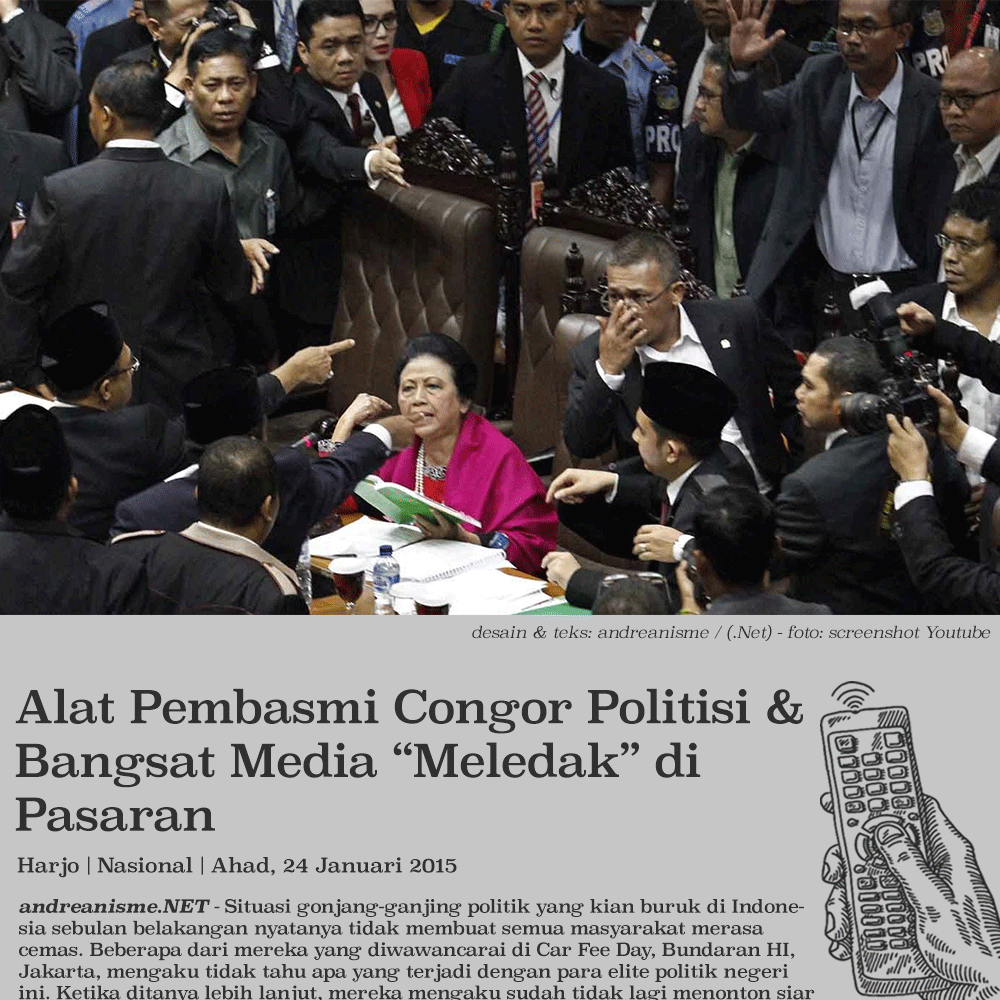 PRO
PRO
desain & teks: andreanisme / (.Net) - foto: screenshot Youtube
Alat Pembasmi Congor Politisi &
Bangsat Media “Meledak” di
Pasaran
Harjo | Nasional | Ahad, 24 Januari 2015
andreanisme.NET - Situasi gonjang-ganjing politik yang kian buruk di Indone-
sia sebulan belakangan nyatanya tidak membuat semua masyarakat merasa
cemas. Beberapa dari mereka yang diwawancarai di Car Fee Day, Bundaran HI,
Jakarta, mengaku tidak tahu apa yang terjadi dengan para elite politik negeri
ini. Ketika ditanya lebih lanjut, mereka mengaku sudah tidak lagi menonton siar